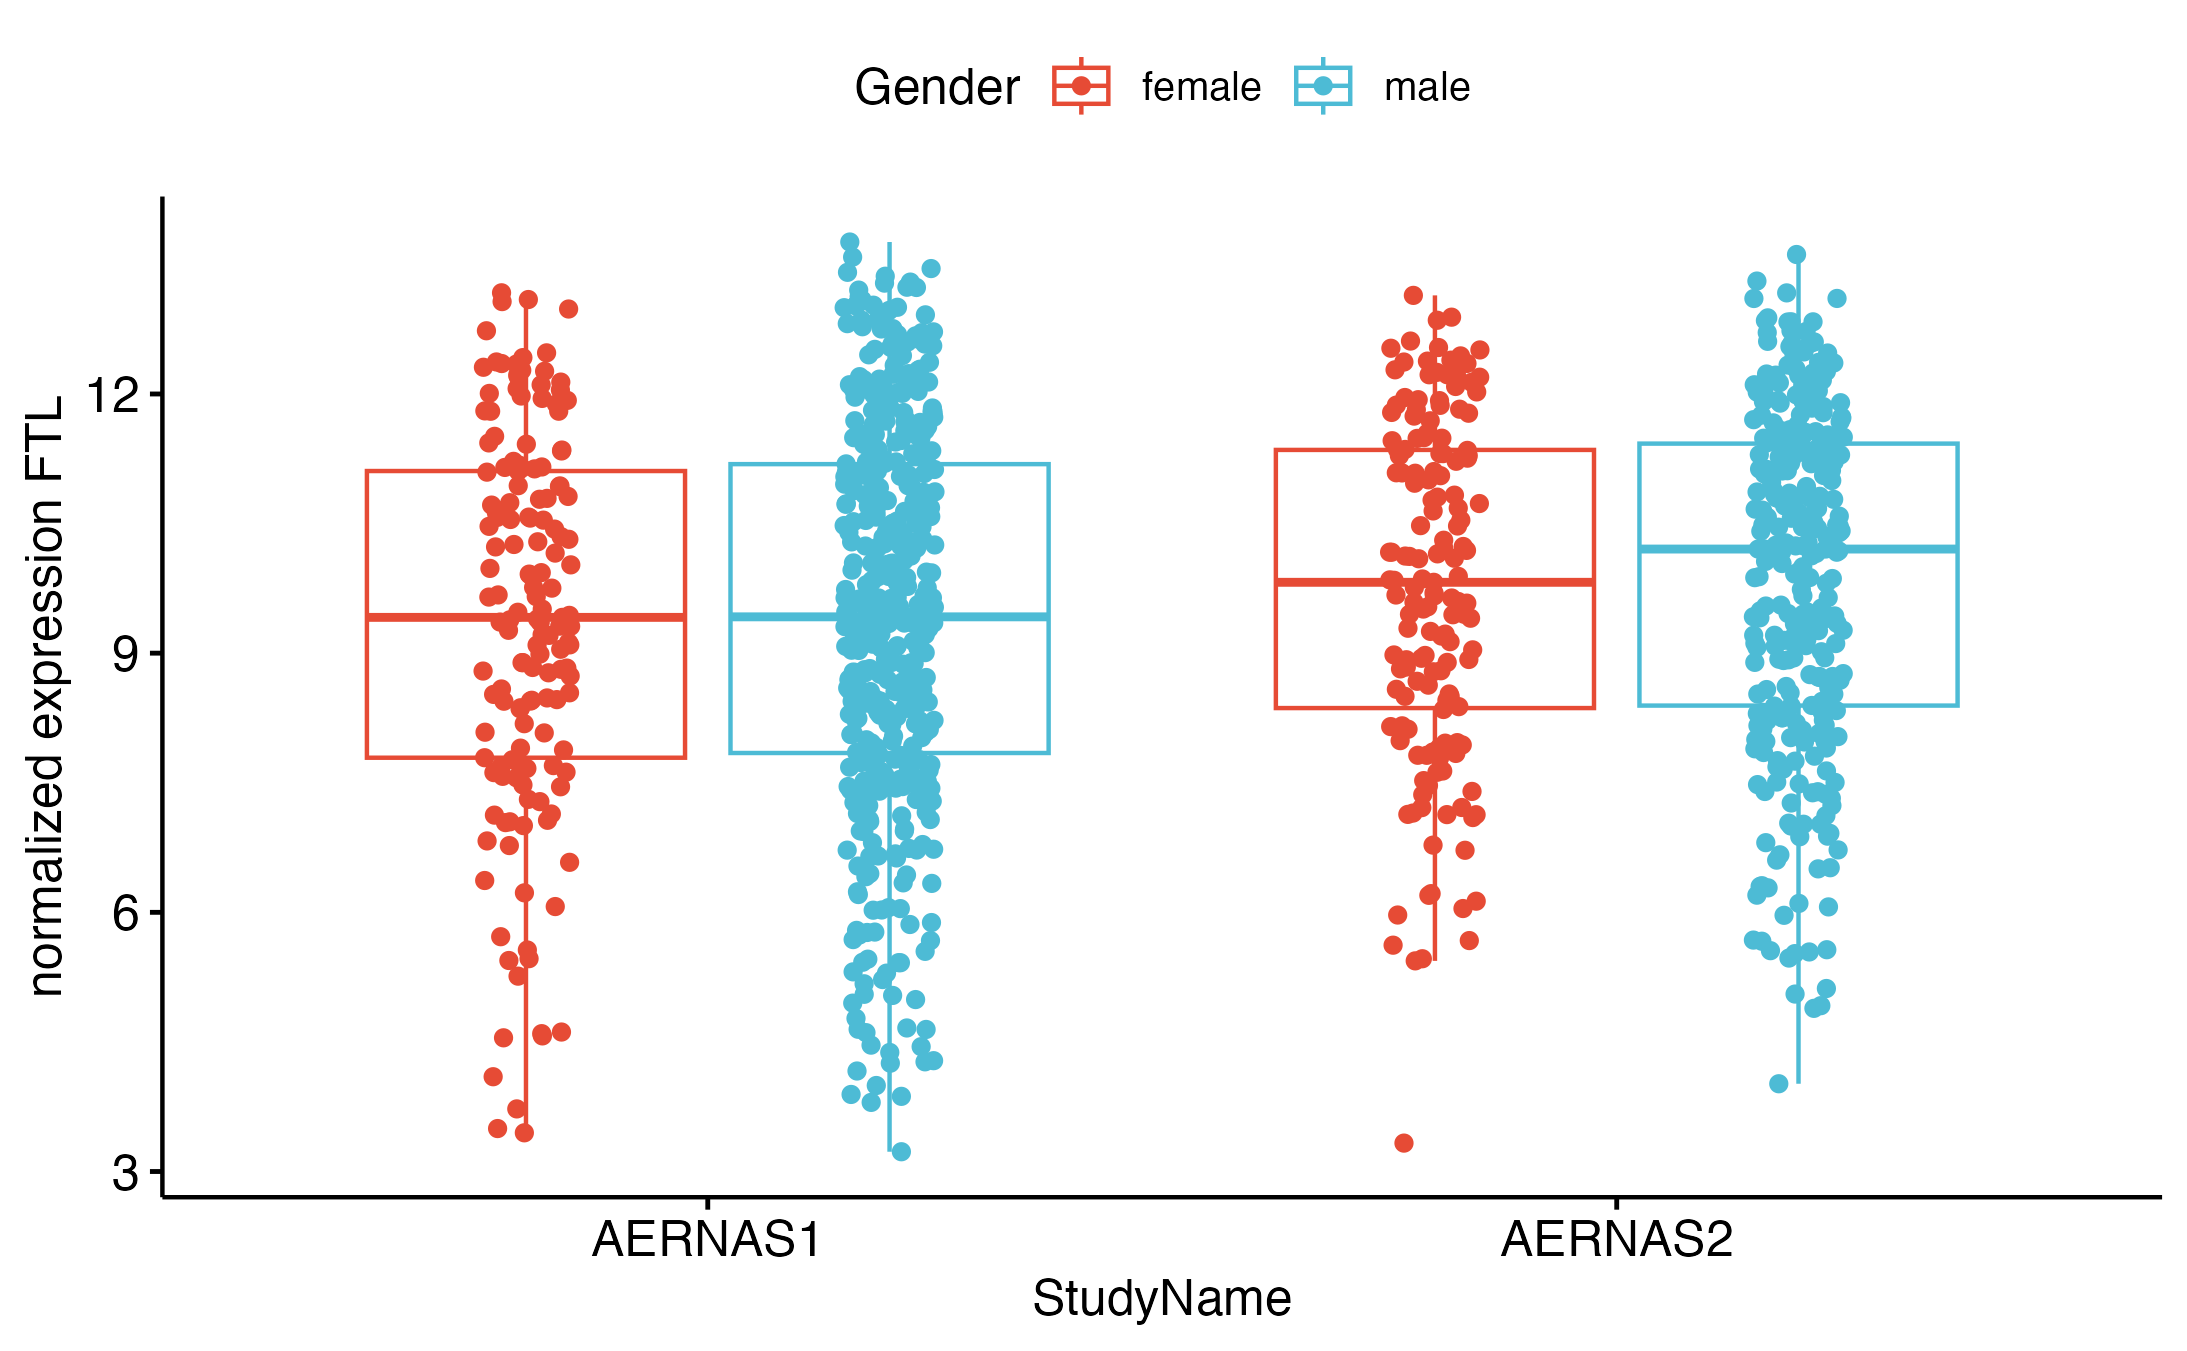 Gender female male
normalized expression FTL
12
9
6
3
AERNAS1 AERNAS2
StudyName